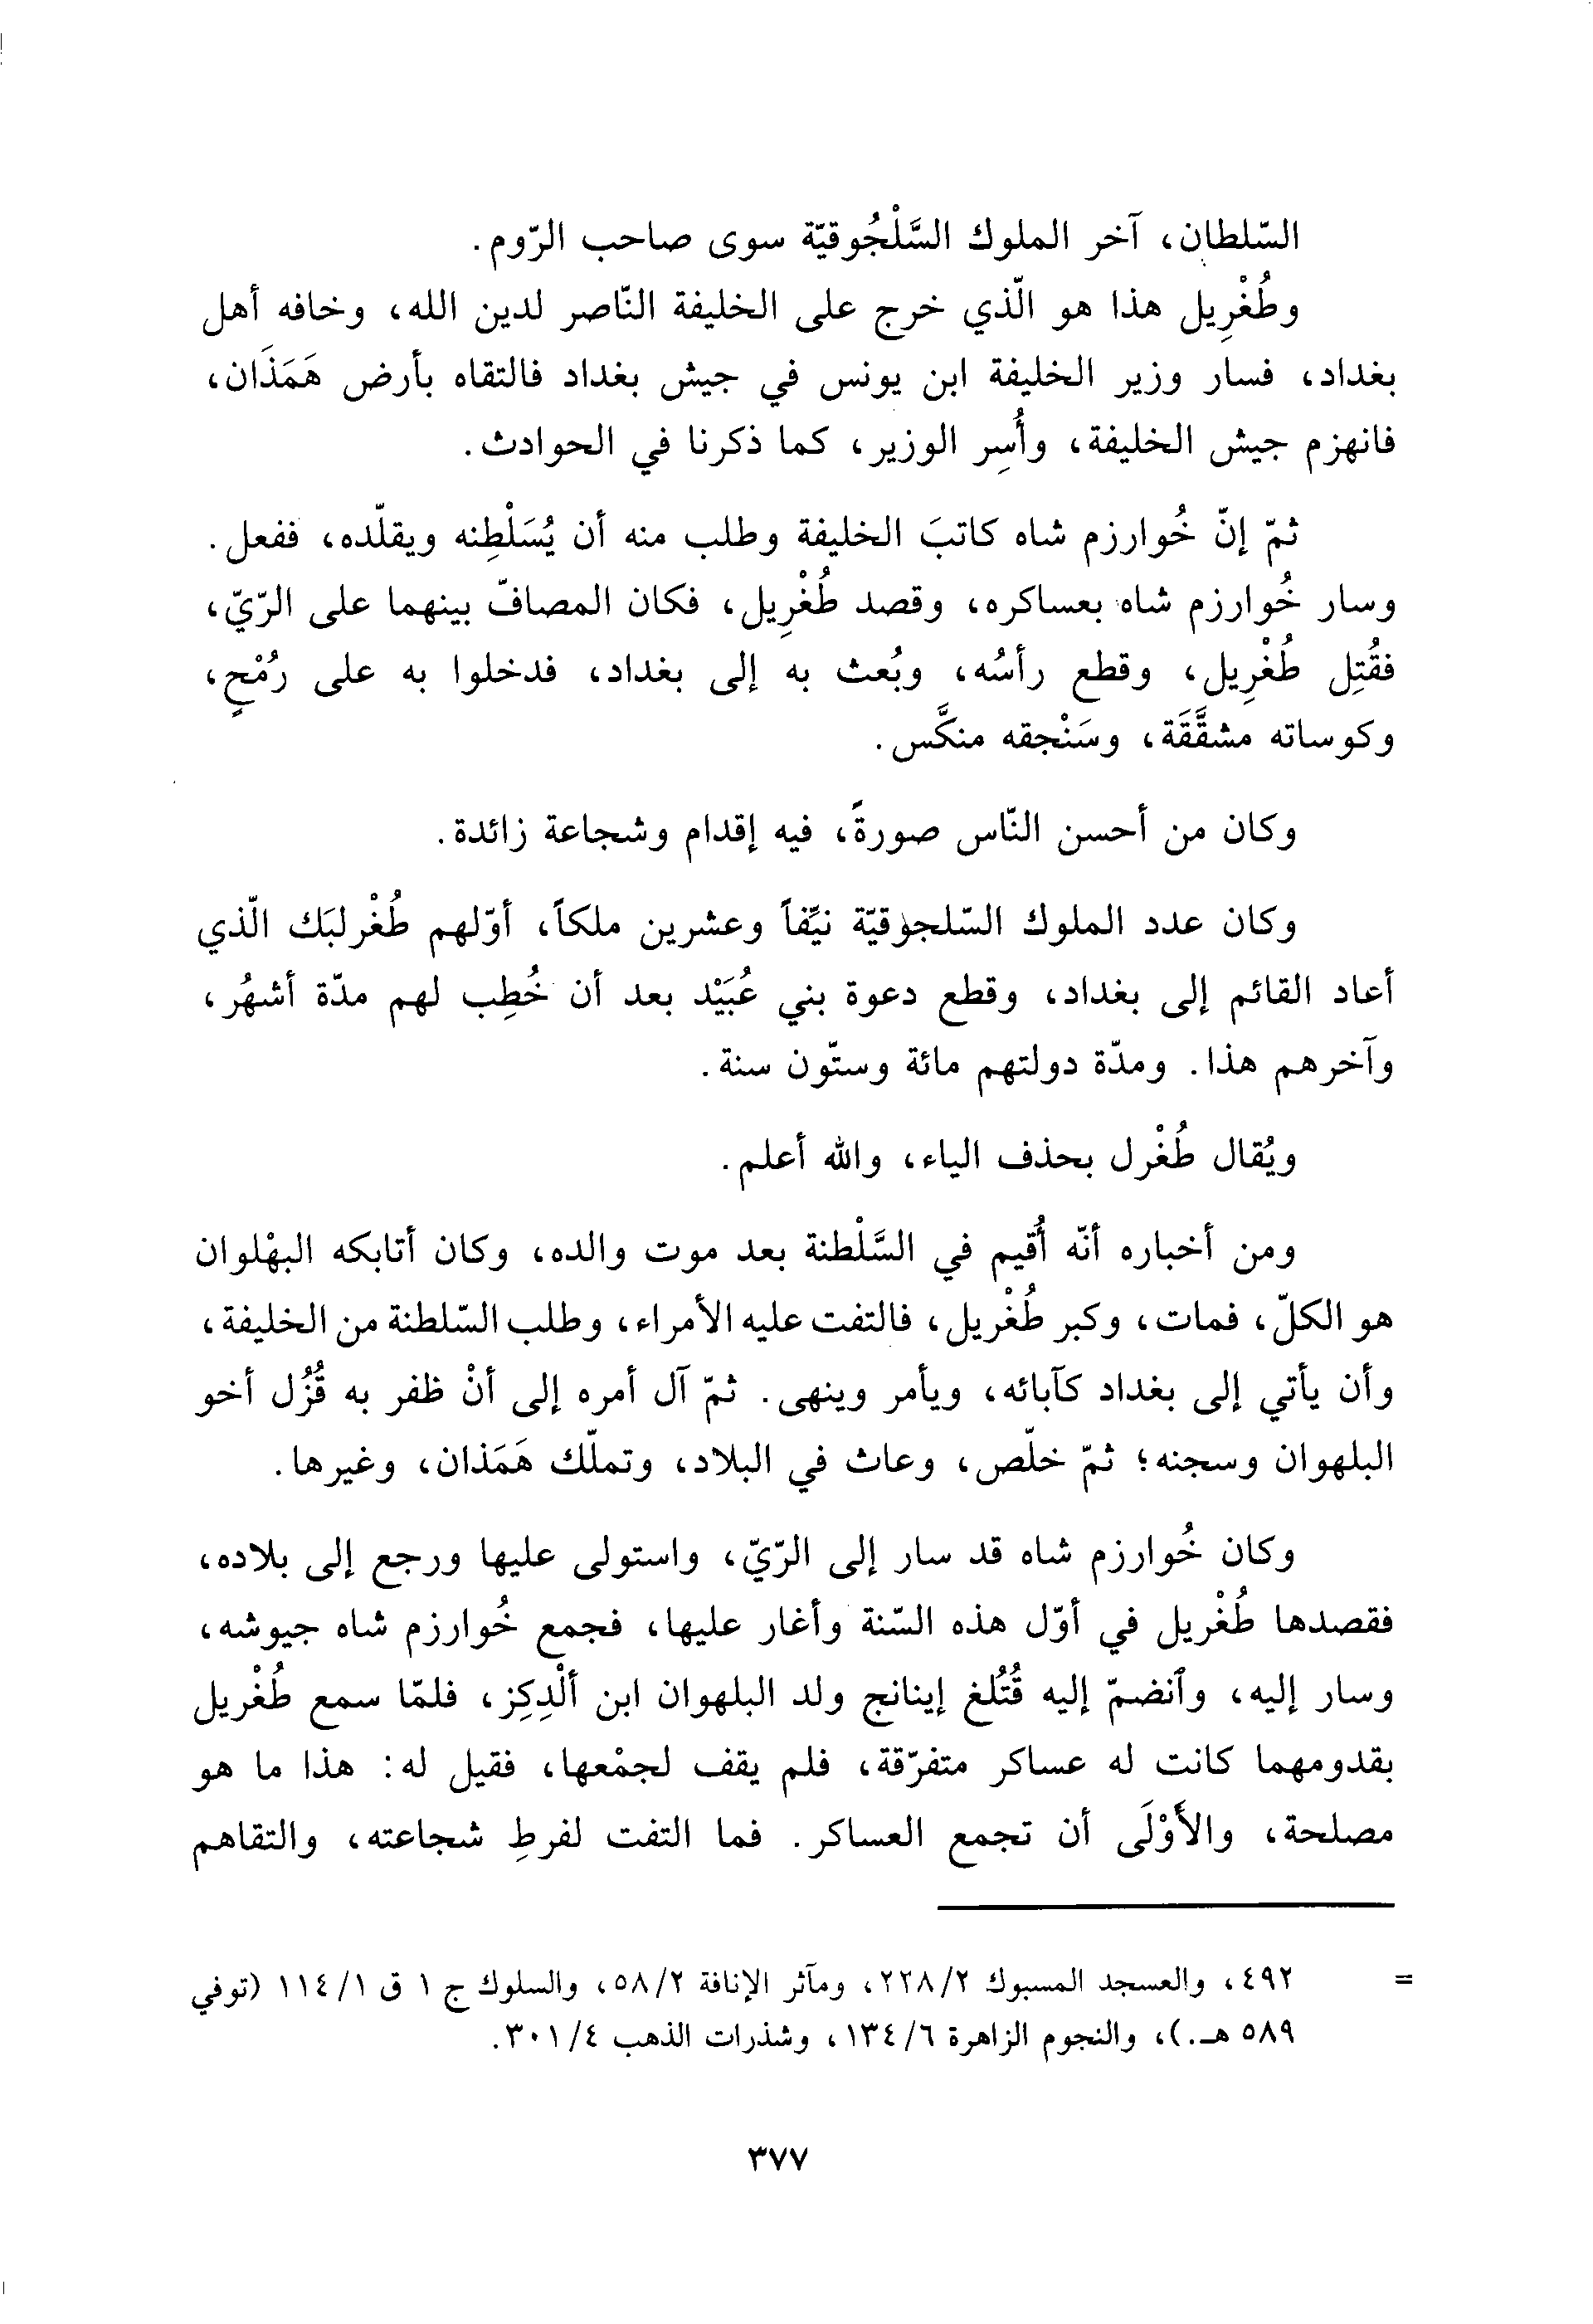 السّلطان، آخر الملوك السَّلْجُوقيّة سوى صاحب الرّوم.
وطُغْرِيل هذا هو الّذي خرج على الخليفة النّاصر لدين الله، وخافه أهل
بغداد، فسار وزير الخليفة ابن يونس في جيش بغداد فالتقاه بأرض هَمَذَان،
فانهزم جيش الخليفة، وأُسِر الوزير، كما ذكرنا في الحوادث.
ثمّ إنّ خُوارزم شاه كاتبَ الخليفة وطلب منه أن يُسَلْطِنه ويقلّده، ففعل.
وسار خُوارزم شاه بعساكره، وقصد طُغْرِيل، فكان المصافّ بينهما على الرّيّ،
فقُتِل طُغْرِيل، وقطع رأسُه، وبُعث به إلى بغداد، فدخلوا به على رُمْحٍ،
وكوساته مشقَّقَة، وسَنْجقه منكَّس.
وكان من أحسن النّاس صورةً، فيه إقدام وشجاعة زائدة.
وكان عدد الملوك السّلجوقيّة نيِّفاً وعشرين ملكاً، أوّلهم طُغْرلبَك الّذي
أعاد القائم إلى بغداد، وقطع دعوة بني عُبَيْد بعد أن خُطِب لهم مدّة أشهُر،
وآخرهم هذا. ومدّة دولتهم مائة وستّون سنة.
ويُقال طُغْرل بحذف الياء، والله أعلم.
ومن أخباره أنّه أُقيم في السَّلْطنة بعد موت والده، وكان أتابكه البهْلوان
هو الكلّ، فمات، وكبر طُغْريل، فالتفت عليه الأمراء، وطلب السّلطنة من الخليفة،
وأن يأتي إلى بغداد كآبائه، ويأمر وينهى. ثمّ آل أمره إلى أنْ ظفر به قُزُل أخو
البلهوان وسجنه؛ ثمّ خلّص، وعاث في البلاد، وتملّك هَمَذان، وغيرها.
وكان خُوارزم شاه قد سار إلى الرّيّ، واستولى عليها ورجع إلى بلاده،
فقصدها طُغْريل في أوّل هذه السّنة وأغار عليها، فجمع خُوارزم شاه جيوشه،
وسار إليه، وٱنضمّ إليه قُتُلغ إينانج ولد البلهوان ابن ألْدِكِز، فلمّا سمع طُغْريل
بقدومهما كانت له عساكر متفرّقة، فلم يقف لجمْعها، فقيل له: هذا ما هو
مصلحة، والأَوْلَى أن تجمع العساكر. فما التفت لفرطِ شجاعته، والتقاهم
= ٤٩٢، والعسجد المسبوك ٢٢٨/٢، ومآثر الإنافة ٥٨/٢، والسلوك ج ١ ق ١١٤/١ (توفي
٥٨٩ هـ.)، والنجوم الزاهرة ١٣٤/٦، وشذرات الذهب ٣٠١/٤.
٣٧٧